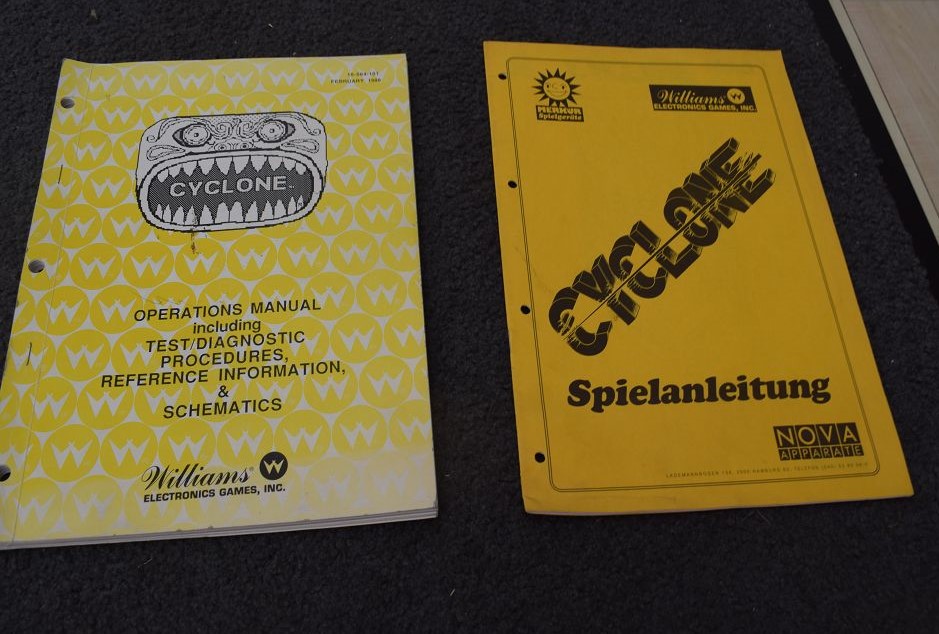 FEBRUARY, 1988
CYCLONE
OPERATIONS MANUAL
including
TEST/DIAGNOSTIC
PROCEDURES,
REFERENCE INFORMATION,
&
SCHEMATICS
Williams®
ELECTRONICS GAMES, INC.
MERKUR
Spielgeräte
Williams
ELECTRONICS GAMES, INC.
CYCLONE
Spielanleitung
NOVA
APPARATE